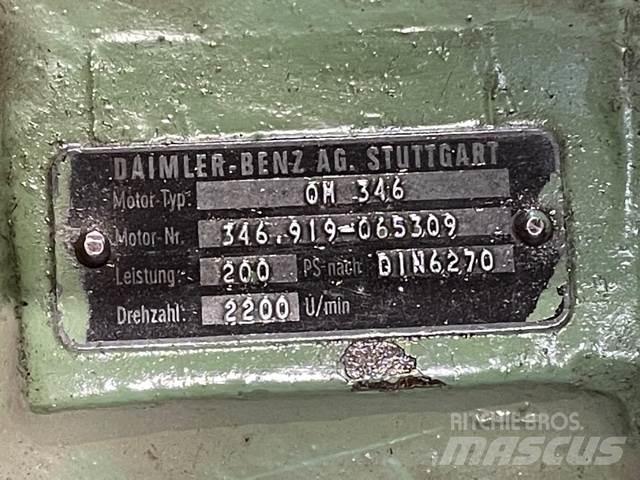 DAIMLER-BENZ AG. STUTTGART
Motor-Typ: OM 346
Motor-Nr. 346.919-065309
Leistung: 200 PS-nach DIN6270
Drehzahl: 2200 U/min
RITCHIE BROS.
MASCUS